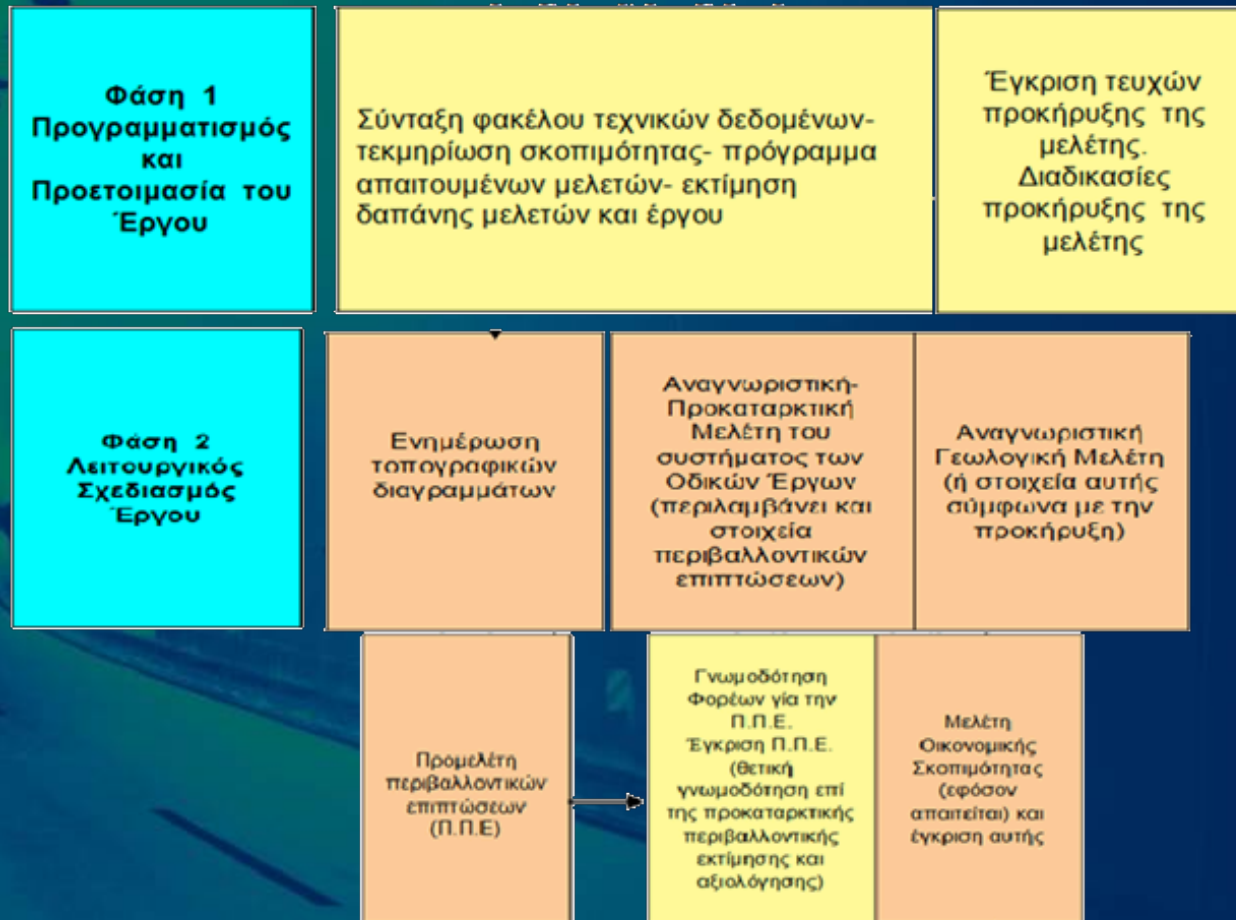 Φάση 1
Προγραμματισμός
και
Προετοιμασία του
Έργου
Σύνταξη φακέλου τεχνικών δεδομένων-
τεκμηρίωση σκοπιμότητας- πρόγραμμα
απαιτουμένων μελετών- εκτίμηση
δαπάνης μελετών και έργου
Έγκριση τευχών
προκήρυξης της
μελέτης.
Διαδικασίες
προκήρυξης της
μελέτης
Φάση 2
Λειτουργικός
Σχεδιασμός
Έργου
Ενημέρωση
τοπογραφικών
διαγραμμάτων
Αναγνωριστική-
Προκαταρκτική
Μελέτη του
συστήματος των
Οδικών Έργων
(περιλαμβάνει και
στοιχεία
περιβαλλοντικών
επιπτώσεων)
Αναγνωριστική
Γεωλογική Μελέτη
(ή στοιχεία αυτής
σύμφωνα με την
προκήρυξη)
Προμελέτη
περιβαλλοντικών
επιπτώσεων
(Π.Π.Ε)
Γνωμοδότηση
Φορέων γία την
Π.Π.Ε.
Έγκριση Π.Π.Ε.
(θετική
γνωμοδότηση επί
της προκαταρκτικής
περιβαλλοντικής
εκτίμησης και
αξιολόγησης)
Μελέτη
Οικονομικής
Σκοπιμότητας
(εφόσον
απαιτείται) και
έγκριση αυτής